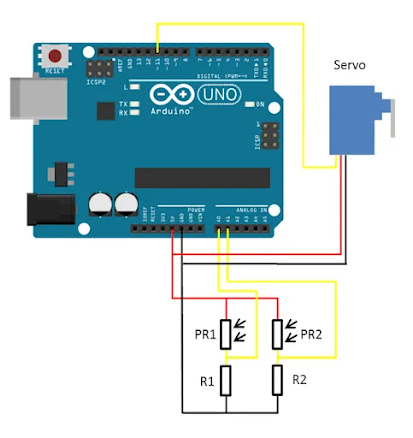 Servo
RESET
ICSP2
AREF
GND
13
12
~11
~10
~9
8
7
~6
~5
4
~3
2
TX►1
RX◄0
L
DIGITAL (PWM=~)
TX
RX
Arduino™
UNO
ON
ICSP
1
POWER
ANALOG IN
IOREF
RESET
3V3
5V
GND
GND
VIN
A0
A1
A2
A3
A4
A5
PR1
PR2
R1
R2